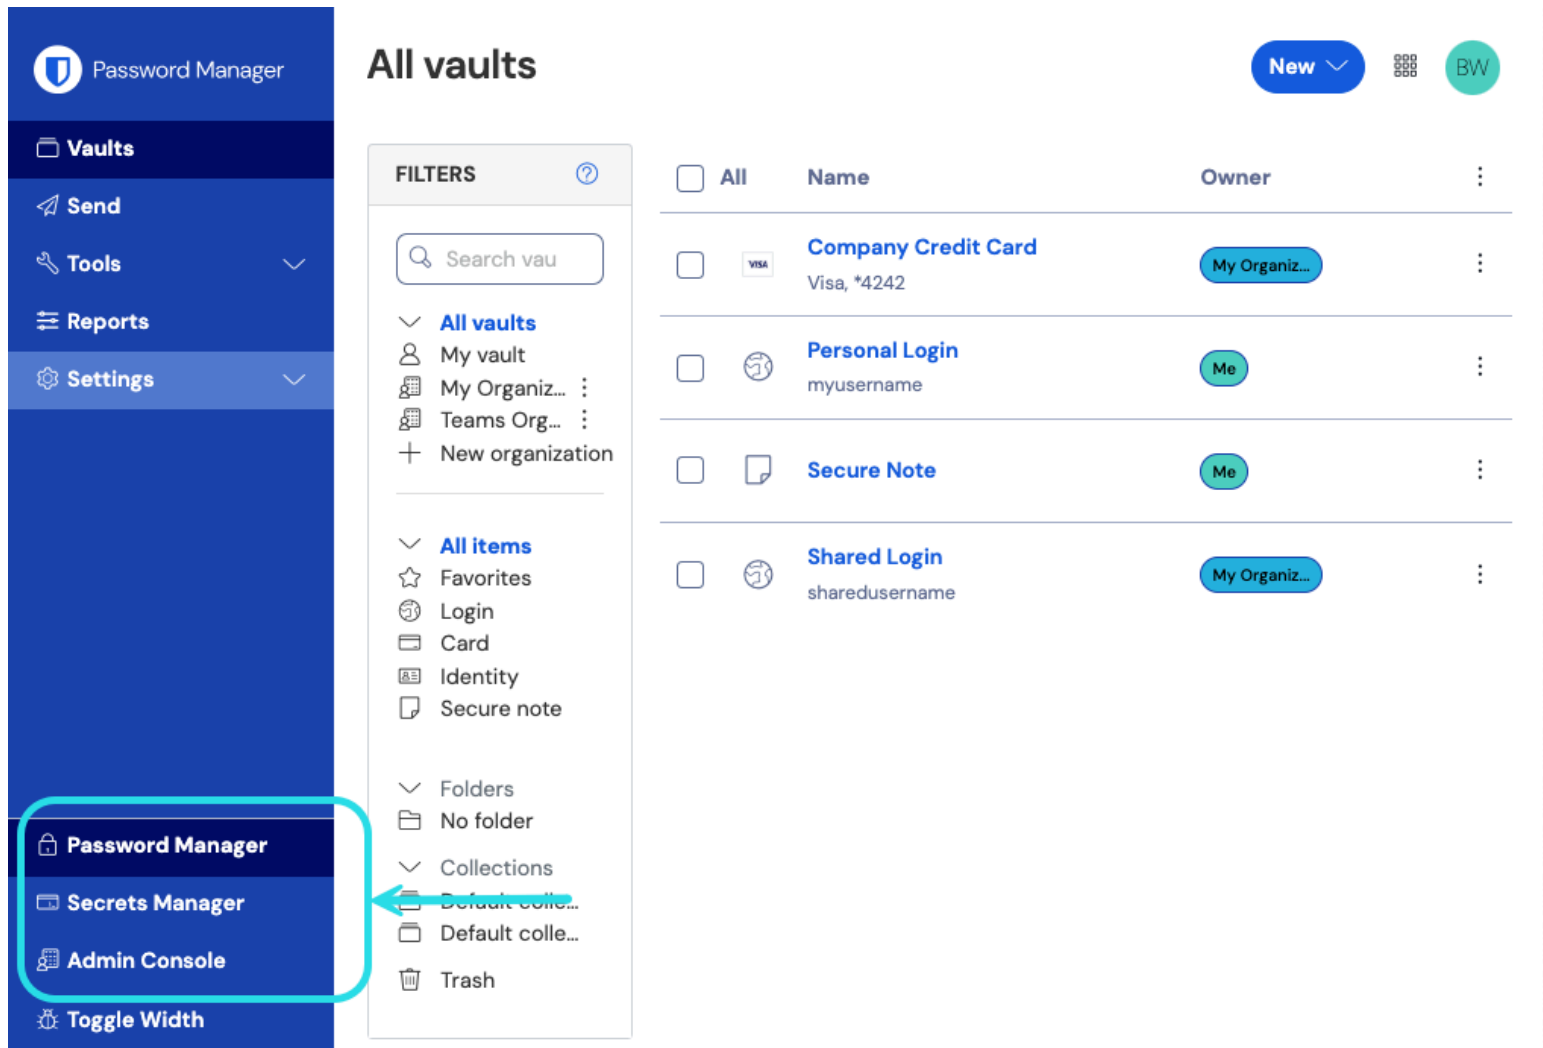 Password Manager
Vaults
Send
Tools
Reports
Settings
Password Manager
Secrets Manager
Admin Console
Toggle Width
All vaults
New
BW
FILTERS
Search vau
All vaults
My vault
My Organiz...
Teams Org...
New organization
All items
Favorites
Login
Card
Identity
Secure note
Folders
No folder
Collections
Default colle...
Default colle...
Trash
All Name Owner
VISA Company Credit Card My Organiz...
Visa, *4242
Personal Login Me
myusername
Secure Note Me
Shared Login My Organiz...
sharedusername